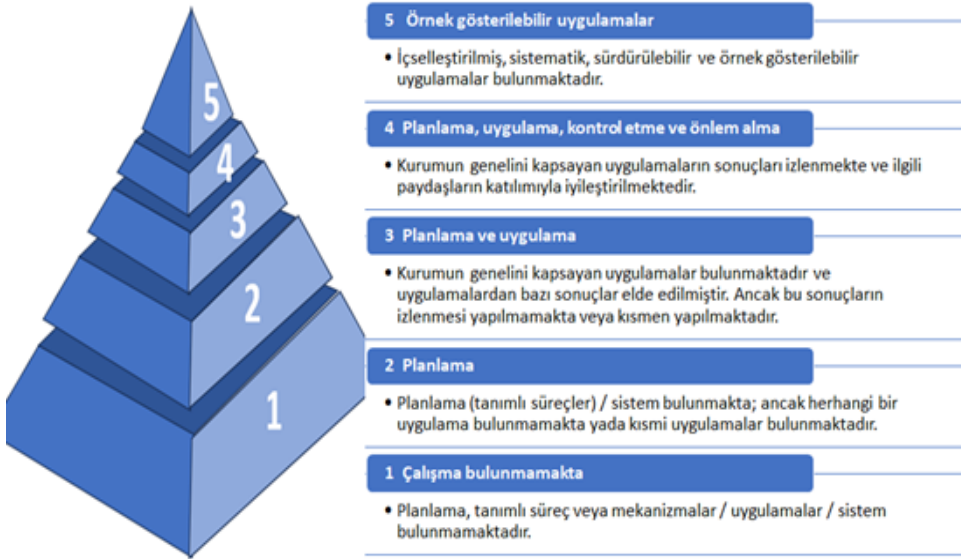 5 Örnek gösterilebilir uygulamalar
• İçselleştirilmiş, sistematik, sürdürülebilir ve örnek gösterilebilir
uygulamalar bulunmaktadır.
4 Planlama, uygulama, kontrol etme ve önlem alma
• Kurumun genelini kapsayan uygulamaların sonuçları izlenmekte ve ilgili
paydaşların katılımıyla iyileştirilmektedir.
3 Planlama ve uygulama
• Kurumun genelini kapsayan uygulamalar bulunmaktadır ve
uygulamalardan bazı sonuçlar elde edilmiştir. Ancak bu sonuçların
izlenmesi yapılmamakta veya kısmen yapılmaktadır.
2 Planlama
• Planlama (tanımlı süreçler) / sistem bulunmakta; ancak herhangi bir
uygulama bulunmamakta yada kısmi uygulamalar bulunmaktadır.
1 Çalışma bulunmamakta
• Planlama, tanımlı süreç veya mekanizmalar / uygulamalar / sistem
bulunmamaktadır.
5
4
3
2
1